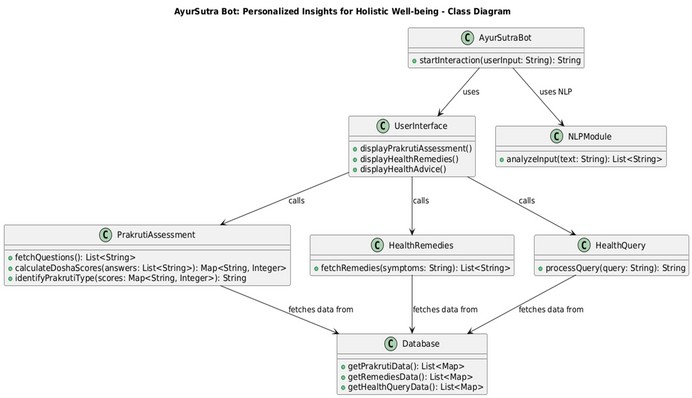 AyurSutra Bot: Personalized Insights for Holistic Well-being - Class Diagram
C AyurSutraBot
startInteraction(userInput: String): String
uses
uses NLP
C UserInterface
displayPrakrutiAssessment()
displayHealthRemedies()
displayHealthAdvice()
C NLPModule
analyzeInput(text: String): List<String>
calls
calls
calls
C PrakrutiAssessment
fetchQuestions(): List<String>
calculateDoshaScores(answers: List<String>): Map<String, Integer>
identifyPrakrutiType(scores: Map<String, Integer>): String
C HealthRemedies
fetchRemedies(symptoms: String): List<String>
C HealthQuery
processQuery(query: String): String
fetches data from
fetches data from
fetches data from
C Database
getPrakrutiData(): List<Map>
getRemediesData(): List<Map>
getHealthQueryData(): List<Map>